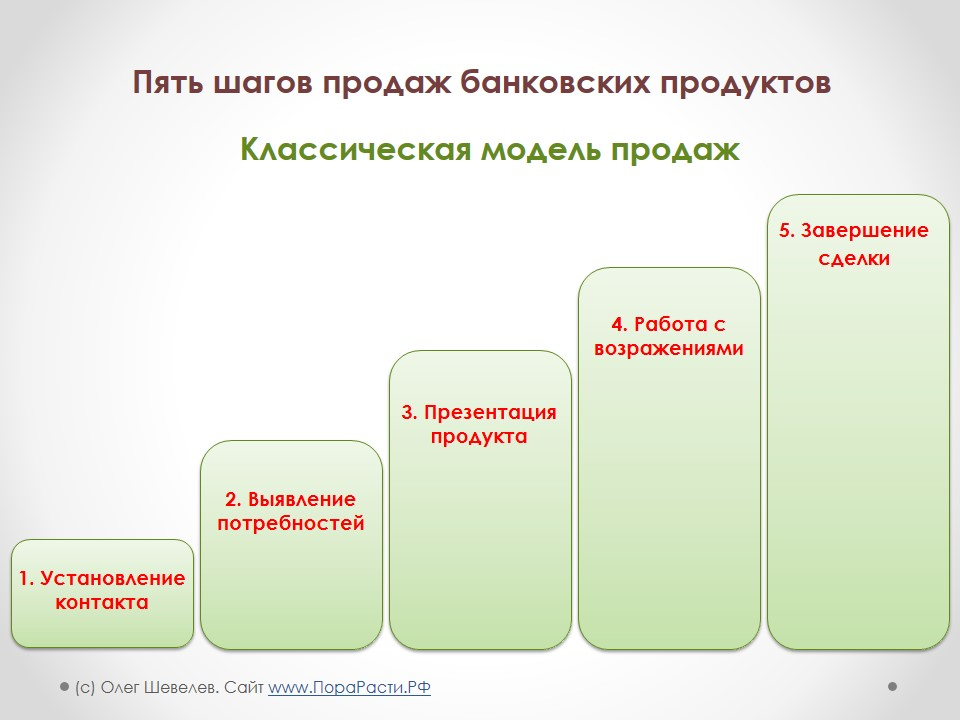 Пять шагов продаж банковских продуктов
Классическая модель продаж
1. Установление
контакта
2. Выявление
потребностей
3. Презентация
продукта
4. Работа с
возражениями
5. Завершение
сделки
(с) Олег Шевелев. Сайт www.ПораРасти.РФ